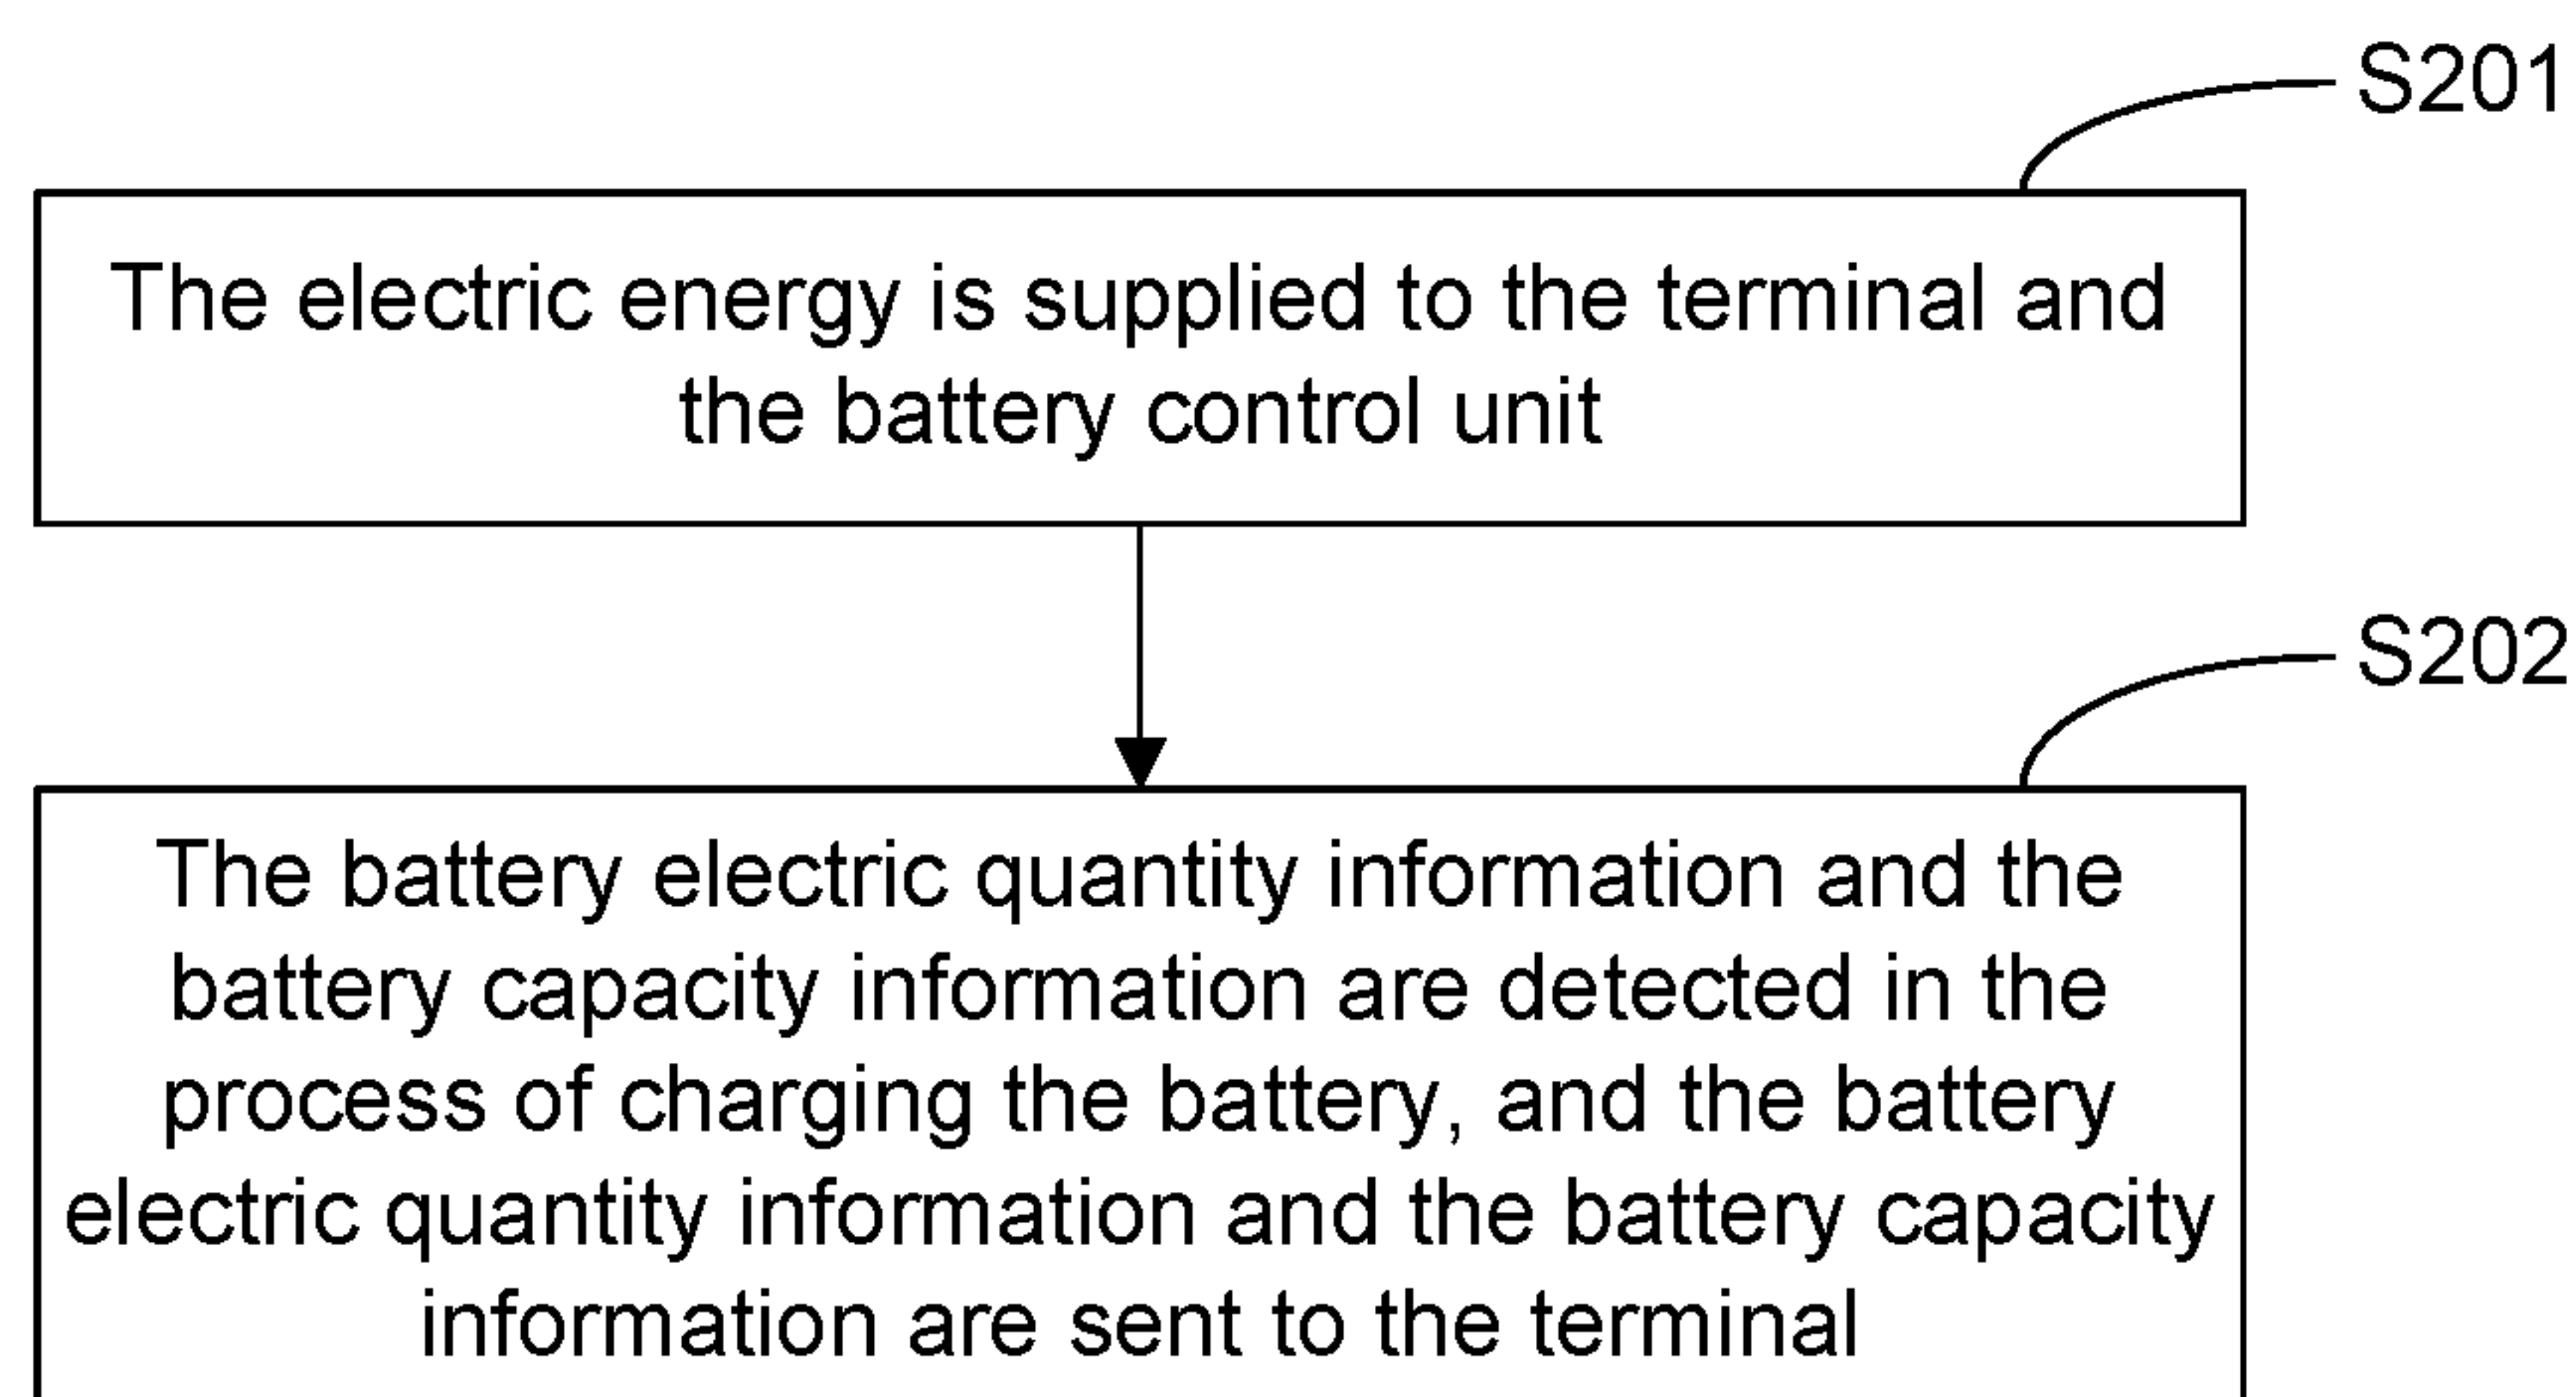 S201
The electric energy is supplied to the terminal and
the battery control unit
S202
The battery electric quantity information and the
battery capacity information are detected in the
process of charging the battery, and the battery
electric quantity information and the battery capacity
information are sent to the terminal